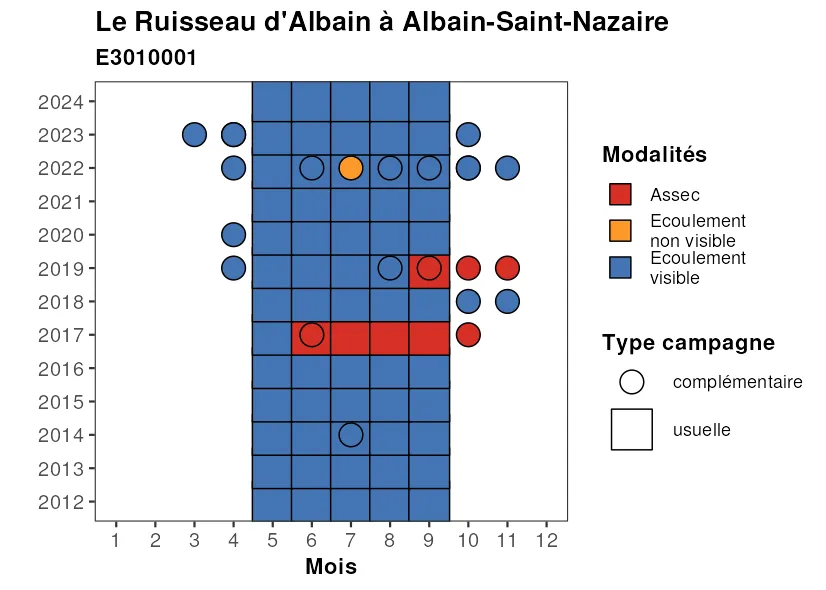 Le Ruisseau d'Albain à Albain-Saint-Nazaire
E3010001
2024
2023
2022
2021
2020
2019
2018
2017
2016
2015
2014
2013
2012
1 2 3 4 5 6 7 8 9 10 11 12
Mois
Modalités
Assec
Ecoulement
non visible
Ecoulement
visible
Type campagne
complémentaire
usuelle